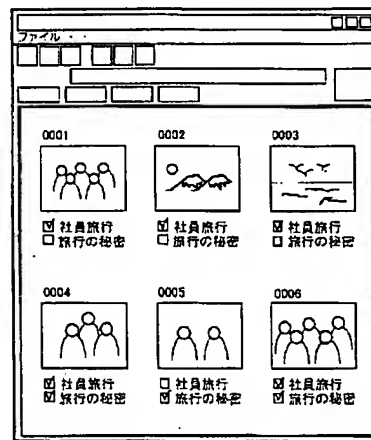 ファイル・・
0001 0002 0003
☑ 社員旅行 ☑ 社員旅行 ☑ 社員旅行
☐ 旅行の秘密 ☐ 旅行の秘密 ☐ 旅行の秘密
0004 0005 0006
☑ 社員旅行 ☐ 社員旅行 ☑ 社員旅行
☑ 旅行の秘密 ☑ 旅行の秘密 ☑ 旅行の秘密